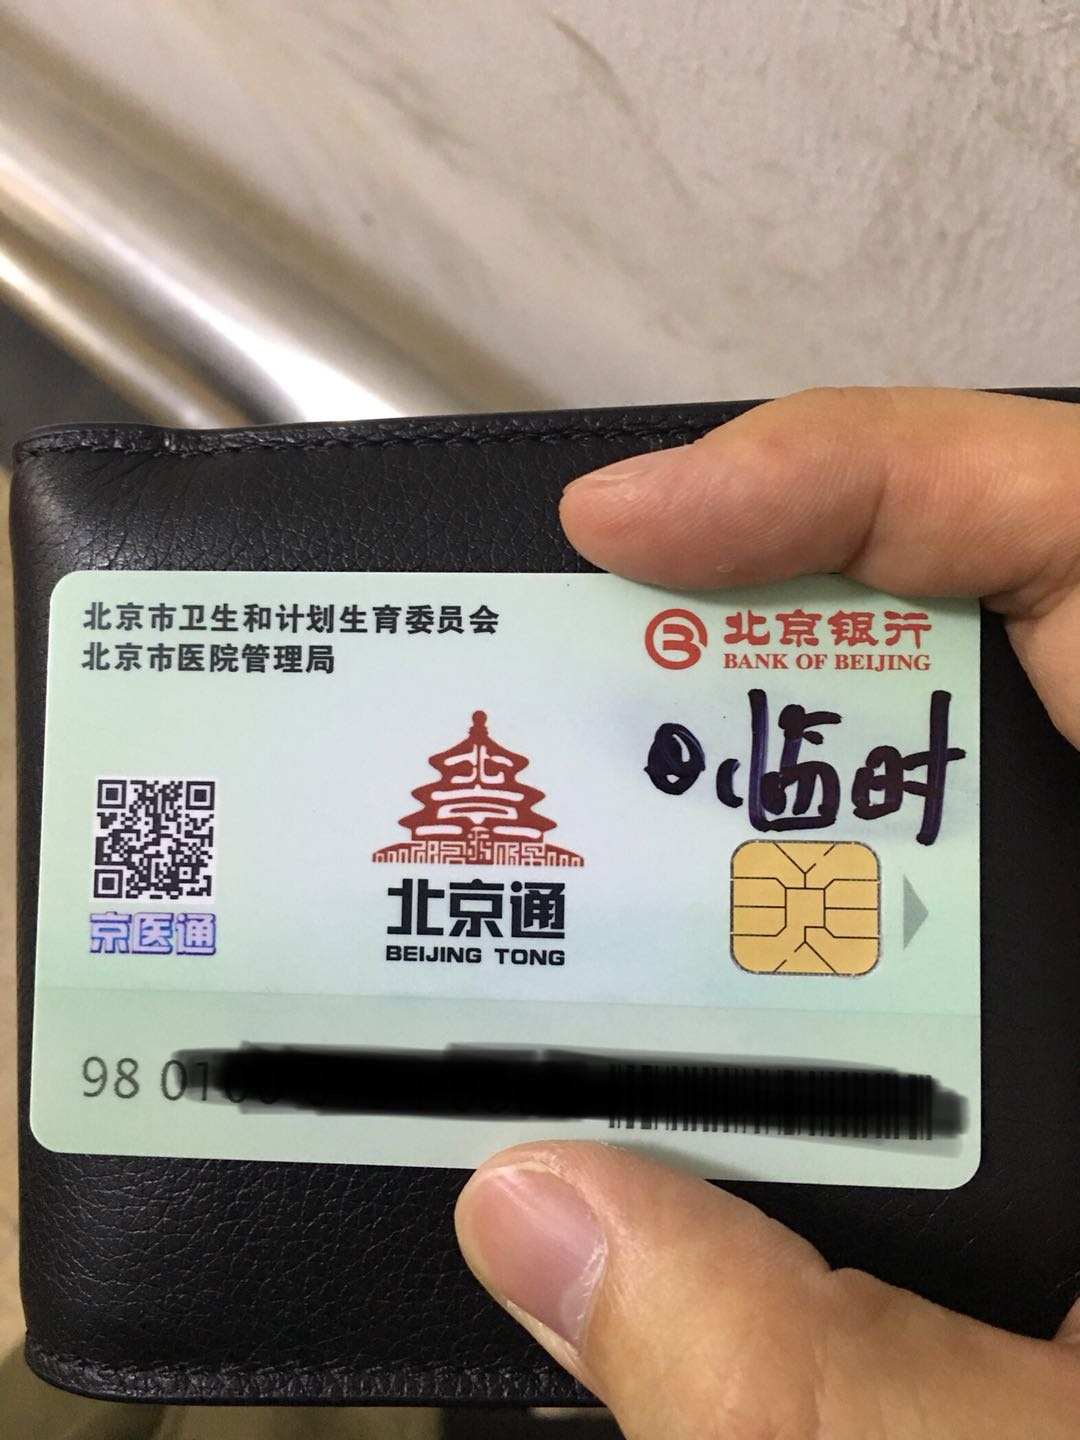 北京市卫生和计划生育委员会
北京市医院管理局
北京银行
BANK OF BEIJING
临时
北京
北京通
BEIJING TONG
京医通
98 01